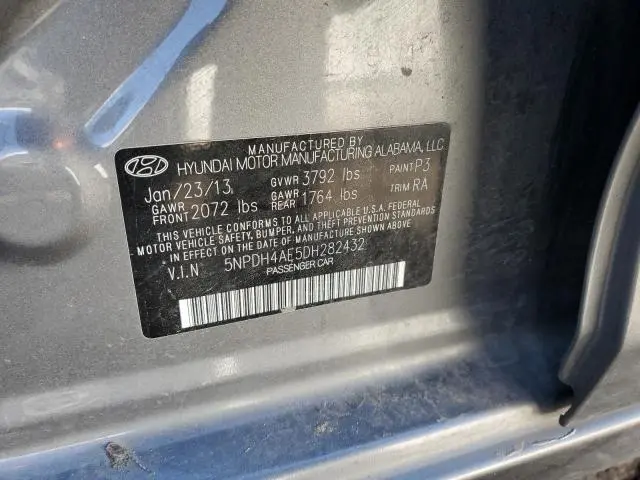 MANUFACTURED BY
HYUNDAI MOTOR MANUFACTURING ALABAMA, LLC
Jan/23/13 GVWR 3792 lbs PAINT P3
GAWR FRONT 2072 lbs GAWR REAR 1764 lbs TRIM RA
THIS VEHICLE CONFORMS TO ALL APPLICABLE U.S.A. FEDERAL
MOTOR VEHICLE SAFETY, BUMPER, AND THEFT PREVENTION STANDARDS
IN EFFECT ON THE DATE OF MANUFACTURE SHOWN ABOVE.
V.I.N 5NPDH4AE5DH282432
PASSENGER CAR